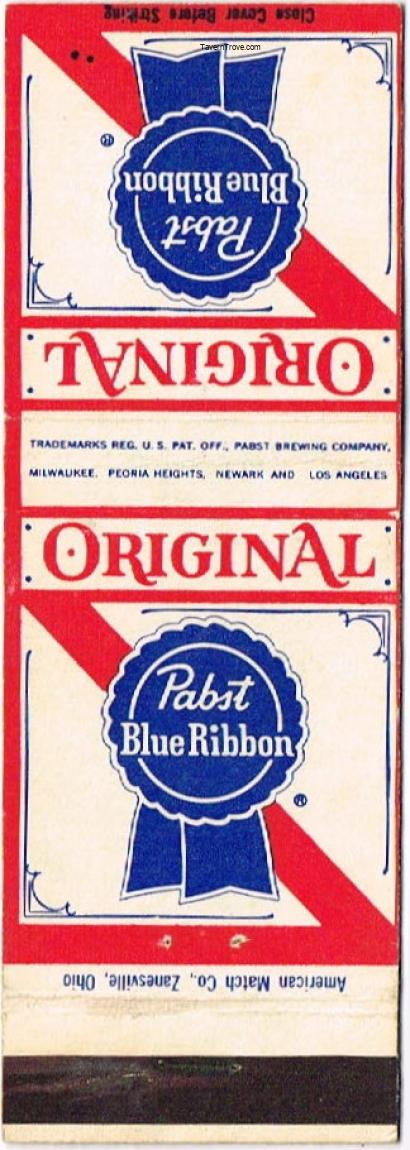 Close Cover Before Striking
TavernTrove.com
®
Pabst
Blue Ribbon
ORIGINAL
TRADEMARKS REG. U. S. PAT. OFF., PABST BREWING COMPANY,
MILWAUKEE, PEORIA HEIGHTS, NEWARK AND LOS ANGELES
ORIGINAL
Pabst
Blue Ribbon
®
American Match Co., Zanesville, Ohio